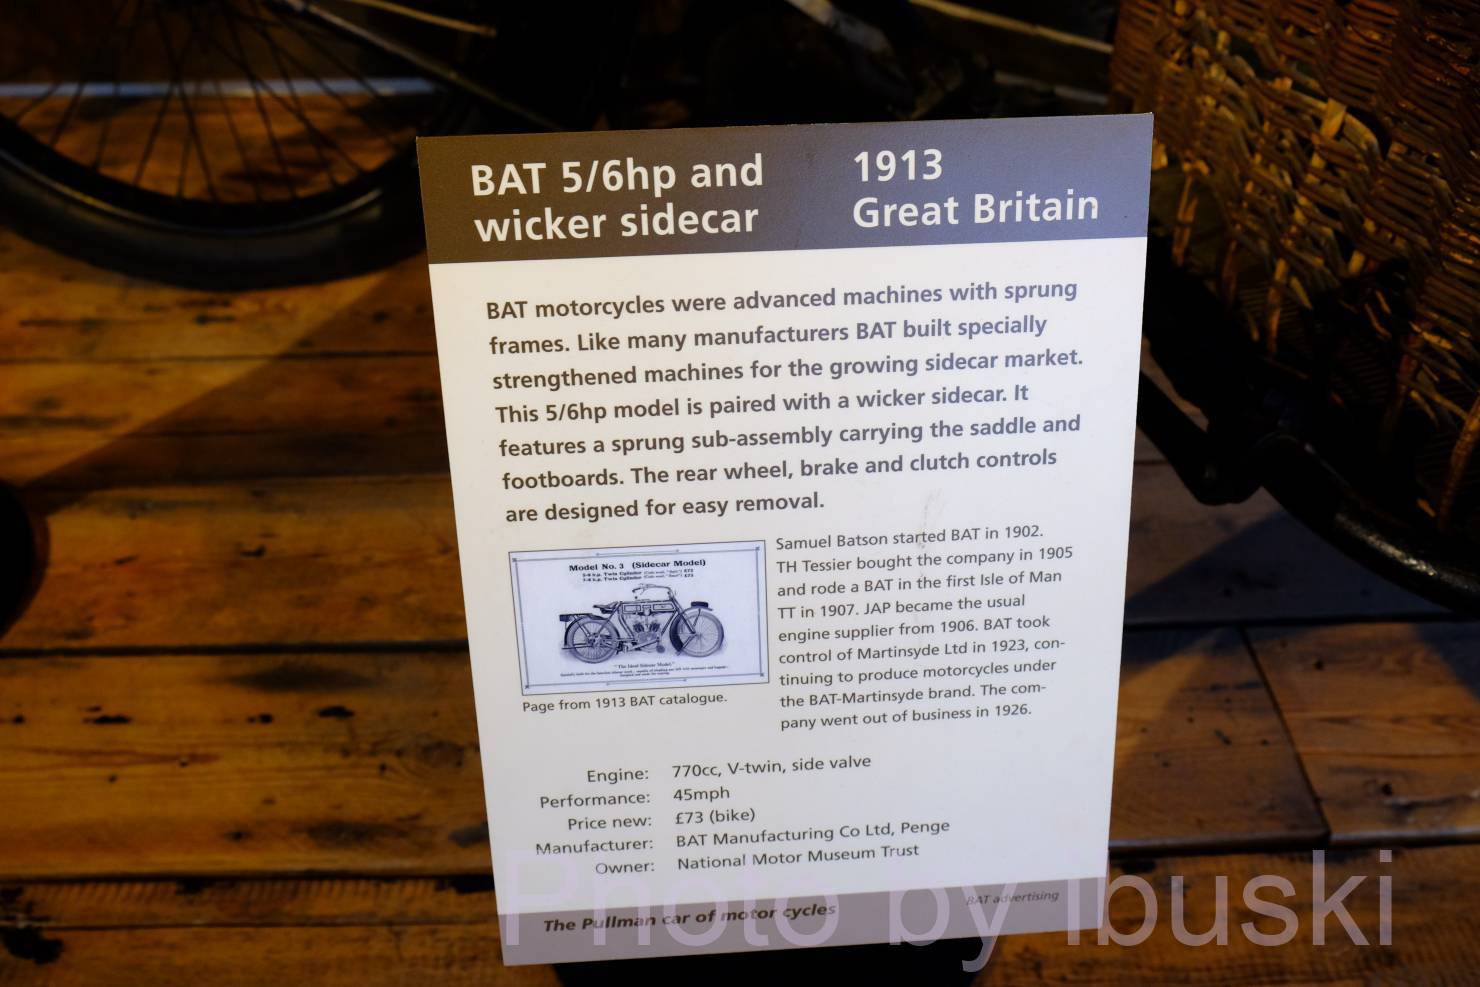 BAT 5/6hp and
wicker sidecar
1913
Great Britain
BAT motorcycles were advanced machines with sprung
frames. Like many manufacturers BAT built specially
strengthened machines for the growing sidecar market.
This 5/6hp model is paired with a wicker sidecar. It
features a sprung sub-assembly carrying the saddle and
footboards. The rear wheel, brake and clutch controls
are designed for easy removal.
Model No. 3 (Sidecar Model)
"The Ideal Sidecar Model."
Page from 1913 BAT catalogue.
Samuel Batson started BAT in 1902.
TH Tessier bought the company in 1905
and rode a BAT in the first Isle of Man
TT in 1907. JAP became the usual
engine supplier from 1906. BAT took
control of Martinsyde Ltd in 1923, con-
tinuing to produce motorcycles under
the BAT-Martinsyde brand. The com-
pany went out of business in 1926.
Engine: 770cc, V-twin, side valve
Performance: 45mph
Price new: £73 (bike)
Manufacturer: BAT Manufacturing Co Ltd, Penge
Owner: National Motor Museum Trust
The Pullman car of motor cycles
BAT advertising
Photo by ibuski